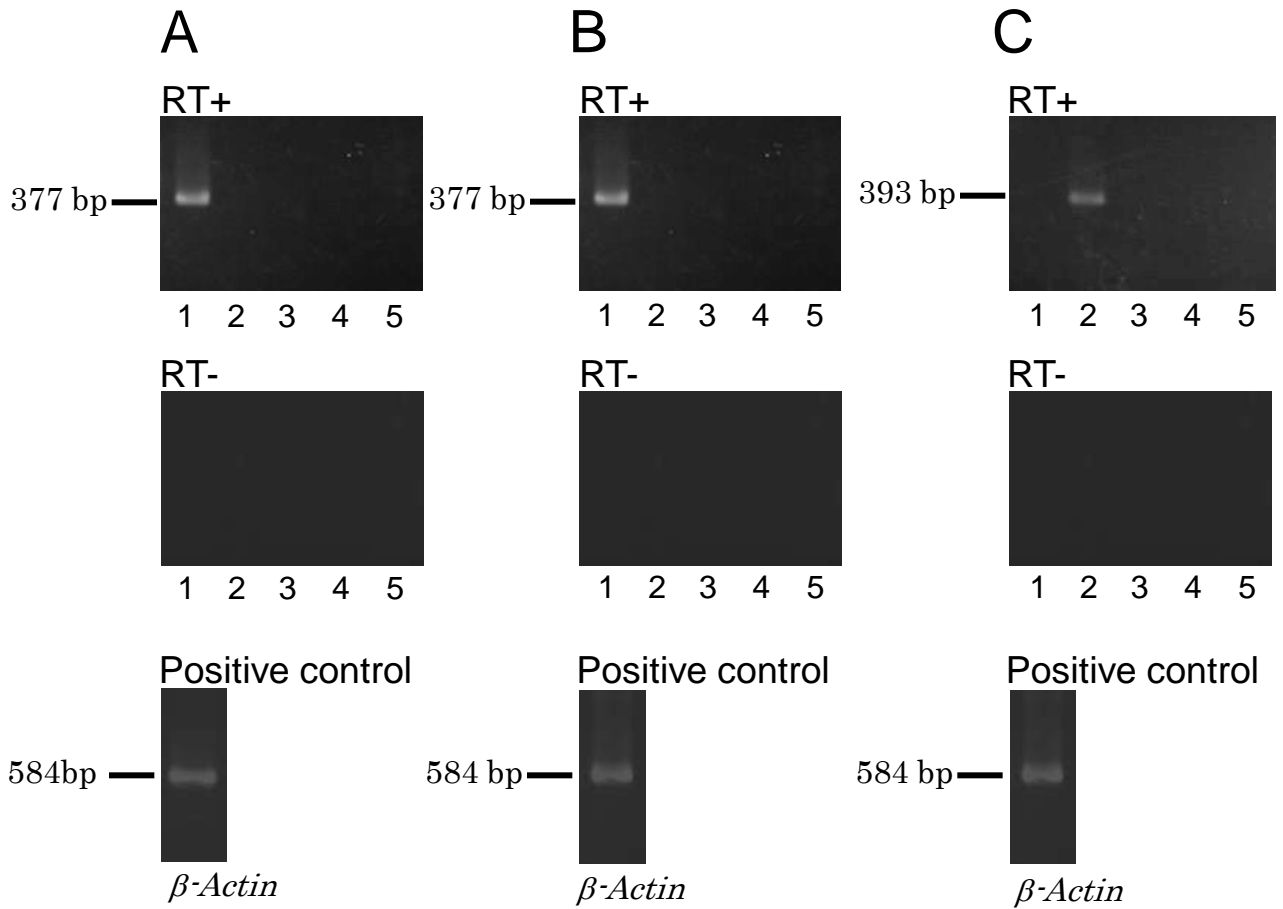 A B C
RT+ RT+ RT+
377 bp 377 bp 393 bp
1 2 3 4 5 1 2 3 4 5 1 2 3 4 5
RT- RT- RT-
1 2 3 4 5 1 2 3 4 5 1 2 3 4 5
Positive control Positive control Positive control
584bp 584 bp 584 bp
β-Actin β-Actin β-Actin